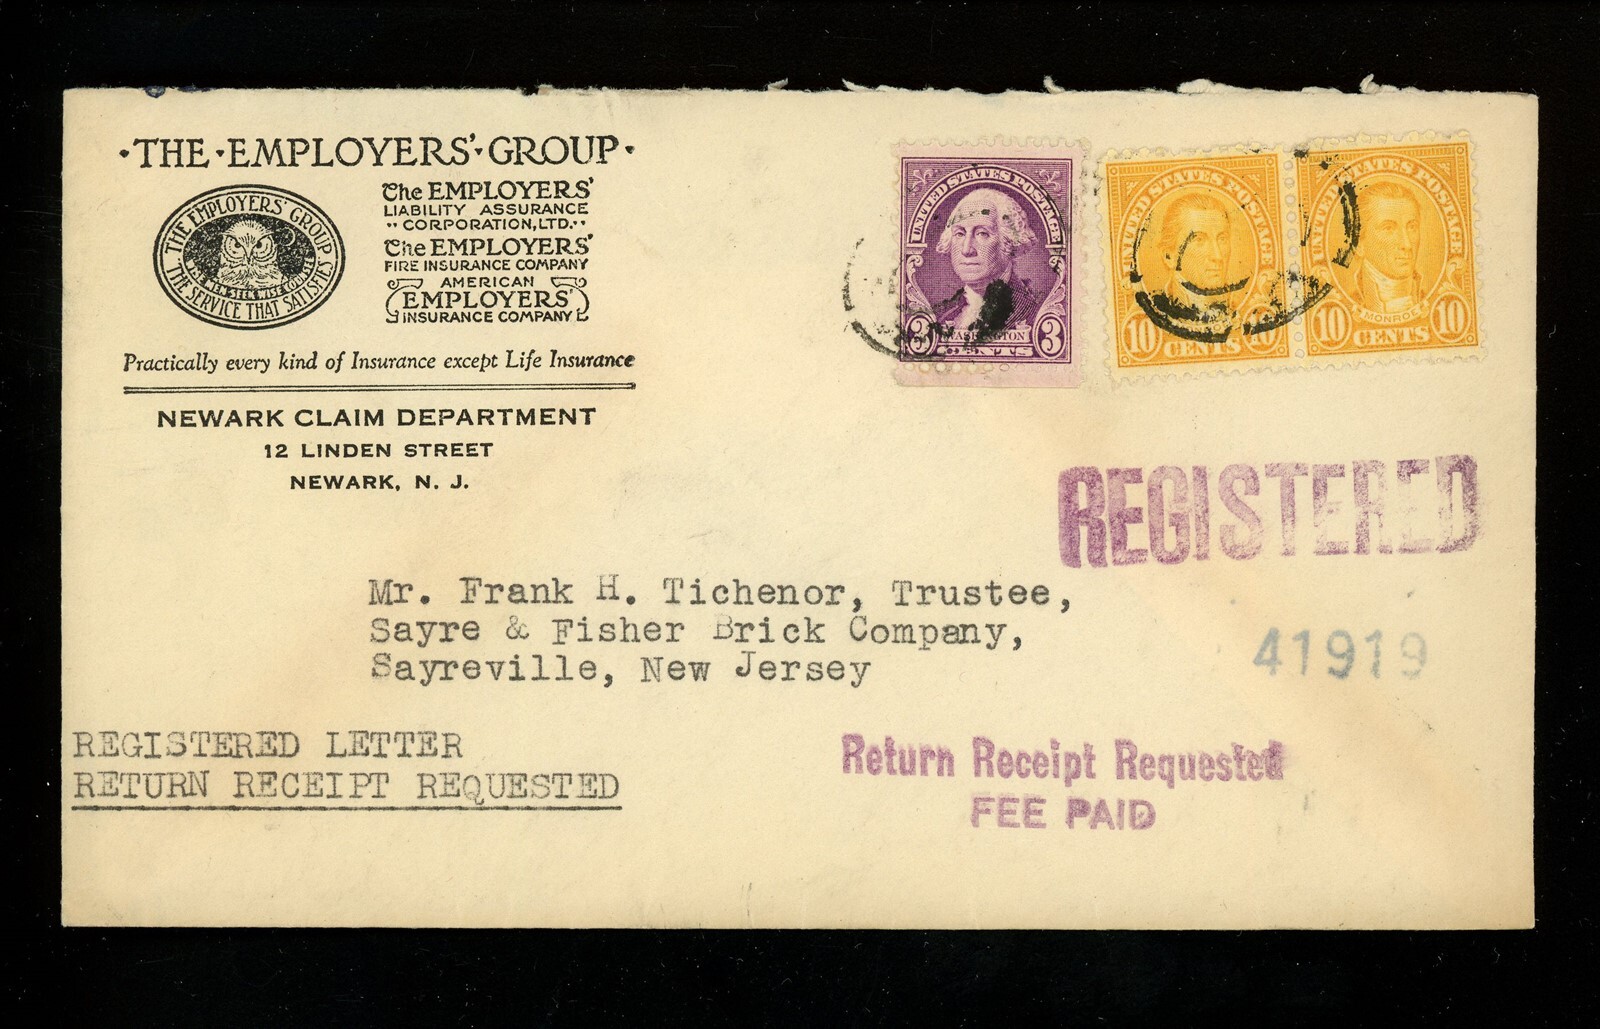 ·THE·EMPLOYERS'·GROUP·
THE EMPLOYERS' GROUP
THE SERVICE THAT SATISFIES
The EMPLOYERS'
LIABILITY ASSURANCE
CORPORATION, LTD.
The EMPLOYERS'
FIRE INSURANCE COMPANY
AMERICAN
EMPLOYERS'
INSURANCE COMPANY
Practically every kind of Insurance except Life Insurance
NEWARK CLAIM DEPARTMENT
12 LINDEN STREET
NEWARK, N. J.
UNITED STATES POSTAGE
3 WASHINGTON 3
CENTS
UNITED STATES POSTAGE
10 CENTS 10
UNITED STATES POSTAGE
MONROE
10 CENTS 10
REGISTERED
Mr. Frank H. Tichenor, Trustee,
Sayre & Fisher Brick Company,
Sayreville, New Jersey
41919
REGISTERED LETTER
RETURN RECEIPT REQUESTED
Return Receipt Requested
FEE PAID